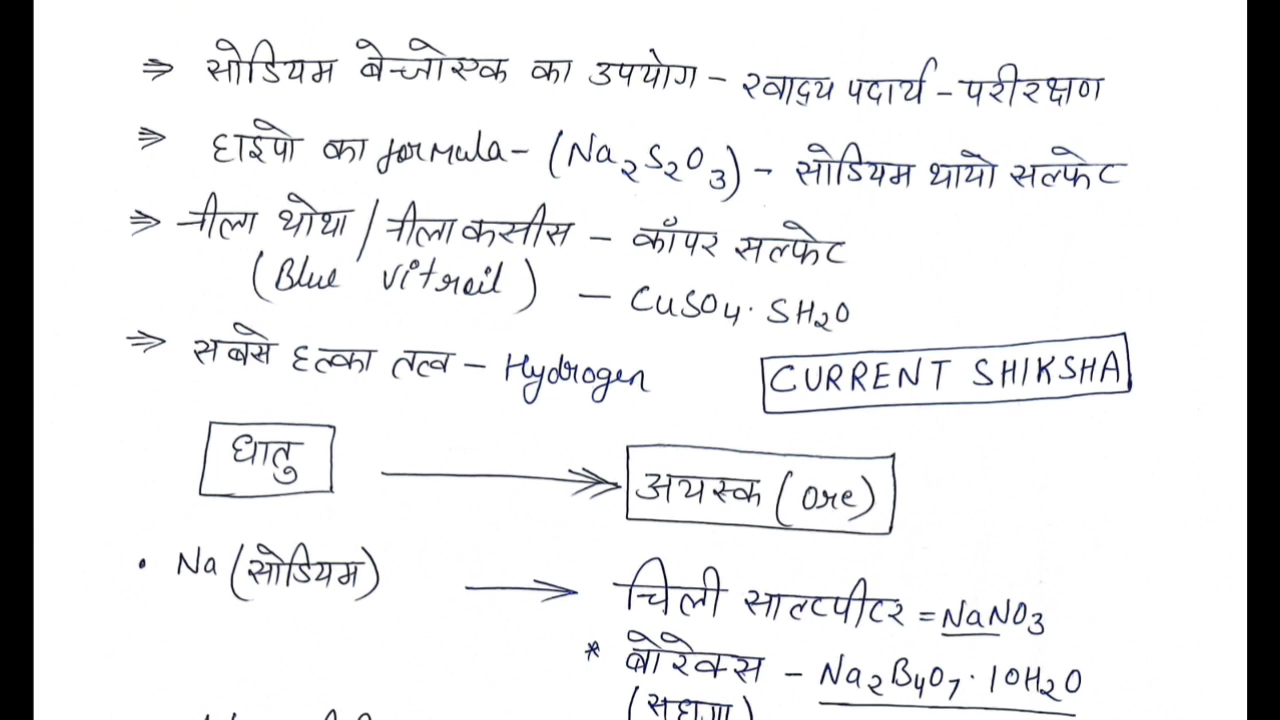 ⇒ सोडियम बेन्जोएक का उपयोग - खाद्य पदार्थ - परीरक्षण
⇒ हाइपो का formula - (Na₂S₂O₃) - सोडियम थायो सल्फेट
⇒ नीला थोथा / नीला कसीस - कॉपर सल्फेट
(Blue vitroil) - CuSO₄·5H₂O
⇒ सबसे हल्का तत्व - Hydrogen
CURRENT SHIKSHA
धातु → अयस्क (ore)
• Na (सोडियम) → चिली साल्टपीटर = NaNO₃
* बोरेक्स - Na₂B₄O₇·10H₂O
(सुहागा)